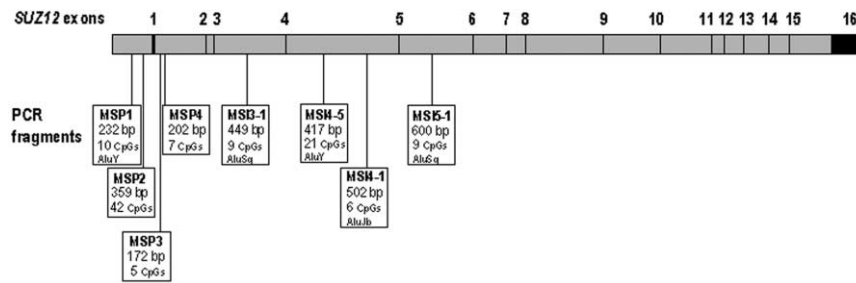 SUZ12 exons 1 2 3 4 5 6 7 8 9 10 11 12 13 14 15 16
PCR
fragments
MSP1
232 bp
10 CpGs
AluY
MSP4
202 bp
7 CpGs
MSI3-1
449 bp
9 CpGs
AluSq
MSI4-5
417 bp
21 CpGs
AluY
MSI5-1
600 bp
9 CpGs
AluSq
MSP2
359 bp
42 CpGs
MSI4-1
502 bp
6 CpGs
AluJb
MSP3
172 bp
5 CpGs